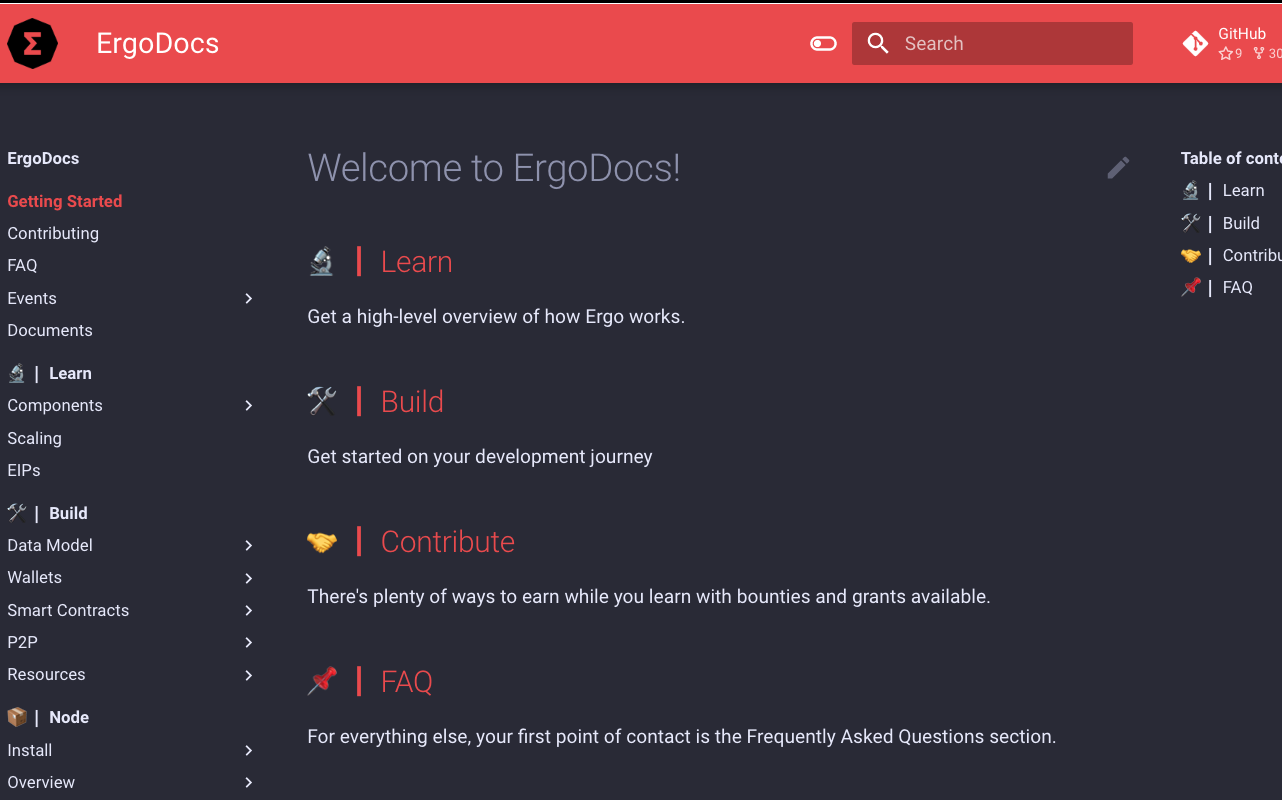 Σ
ErgoDocs
Search
GitHub
9 30
ErgoDocs
Getting Started
Contributing
FAQ
Events
Documents
🔬 | Learn
Components
Scaling
EIPs
🛠 | Build
Data Model
Wallets
Smart Contracts
P2P
Resources
📦 | Node
Install
Overview
Welcome to ErgoDocs!
🔬 | Learn
Get a high-level overview of how Ergo works.
🛠 | Build
Get started on your development journey
🤝 | Contribute
There's plenty of ways to earn while you learn with bounties and grants available.
📌 | FAQ
For everything else, your first point of contact is the Frequently Asked Questions section.
Table of conte
🔬 | Learn
🛠 | Build
🤝 | Contribu
📌 | FAQ